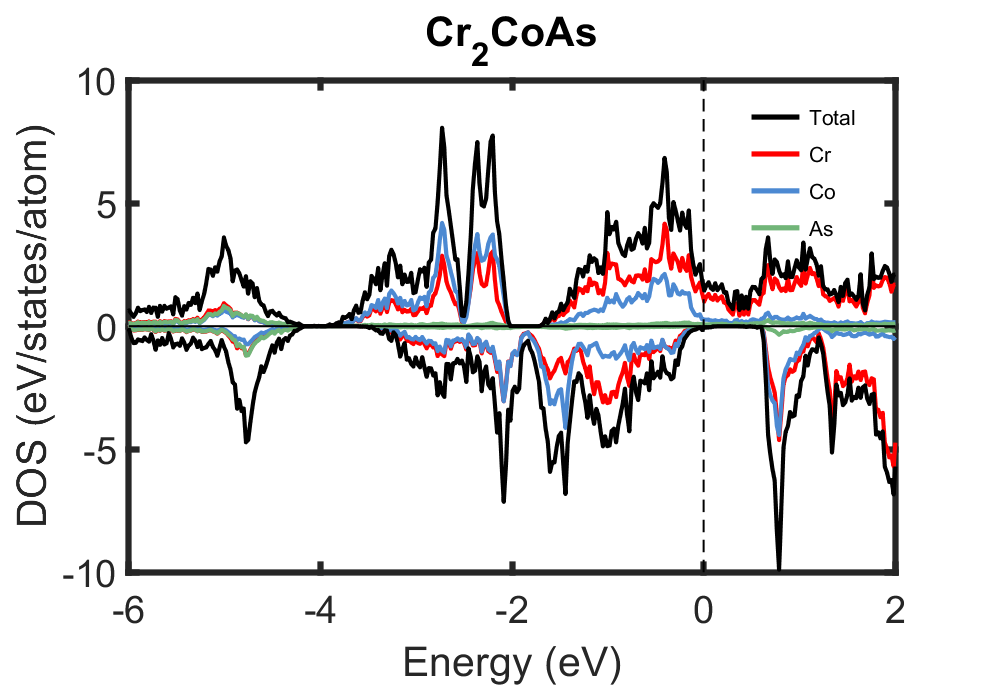 Cr2CoAs
10
5
0
-5
-10
DOS (eV/states/atom)
Total
Cr
Co
As
-6
-4
-2
0
2
Energy (eV)